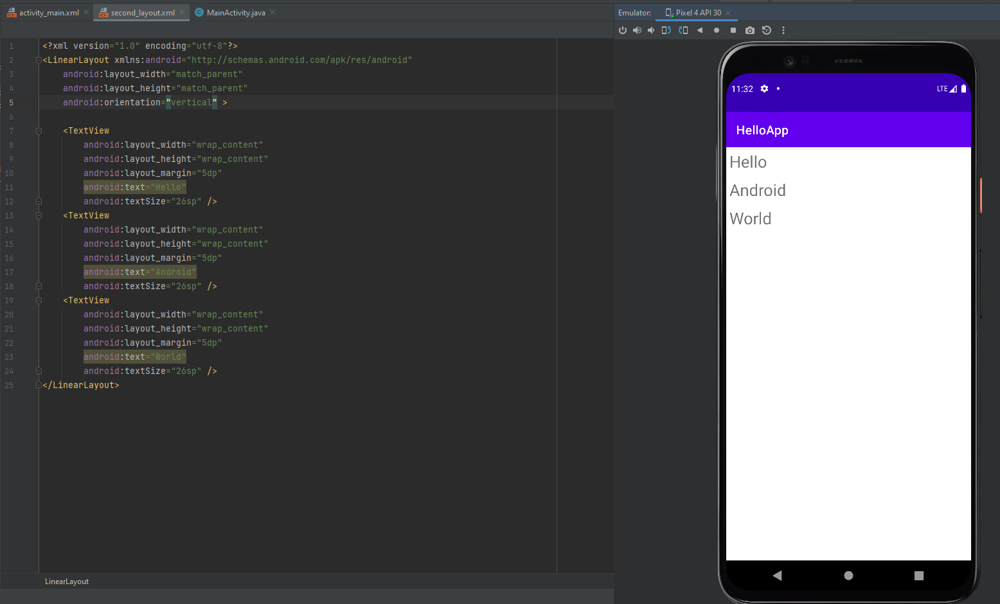 activity_main.xml
second_layout.xml
MainActivity.java
Emulator:
Pixel 4 API 30
1 <?xml version="1.0" encoding="utf-8"?>
2 <LinearLayout xmlns:android="http://schemas.android.com/apk/res/android"
3 android:layout_width="match_parent"
4 android:layout_height="match_parent"
5 android:orientation="vertical" >
6
7 <TextView
8 android:layout_width="wrap_content"
9 android:layout_height="wrap_content"
10 android:layout_margin="5dp"
11 android:text="Hello"
12 android:textSize="26sp" />
13 <TextView
14 android:layout_width="wrap_content"
15 android:layout_height="wrap_content"
16 android:layout_margin="5dp"
17 android:text="Android"
18 android:textSize="26sp" />
19 <TextView
20 android:layout_width="wrap_content"
21 android:layout_height="wrap_content"
22 android:layout_margin="5dp"
23 android:text="World"
24 android:textSize="26sp" />
25 </LinearLayout>
LinearLayout
11:32
LTE
HelloApp
Hello
Android
World